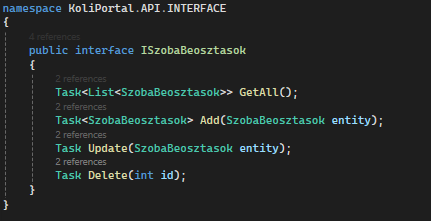 namespace KoliPortal.API.INTERFACE
{
4 references
public interface ISzobaBeosztasok
{
2 references
Task<List<SzobaBeosztasok>> GetAll();
2 references
Task<SzobaBeosztasok> Add(SzobaBeosztasok entity);
2 references
Task Update(SzobaBeosztasok entity);
2 references
Task Delete(int id);
}
}